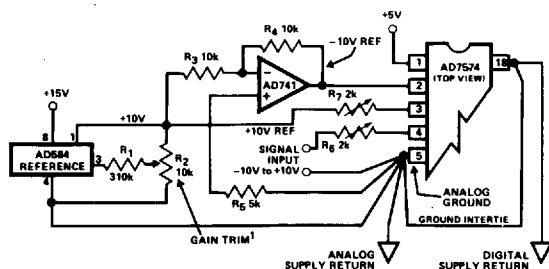 R4 10k
-10V REF
+5V
R3 10k
AD7574
(TOP VIEW)
18
1
2
3
4
5
−
+
AD741
+15V
+10V
R7 2k
+10V REF
8
1
AD584
REFERENCE
3
4
R1
310k
R2
10k
SIGNAL
INPUT
R6 2k
-10V to +10V
R5 5k
ANALOG
GROUND
GROUND INTERTIE
GAIN TRIM1
ANALOG
SUPPLY RETURN
DIGITAL
SUPPLY RETURN